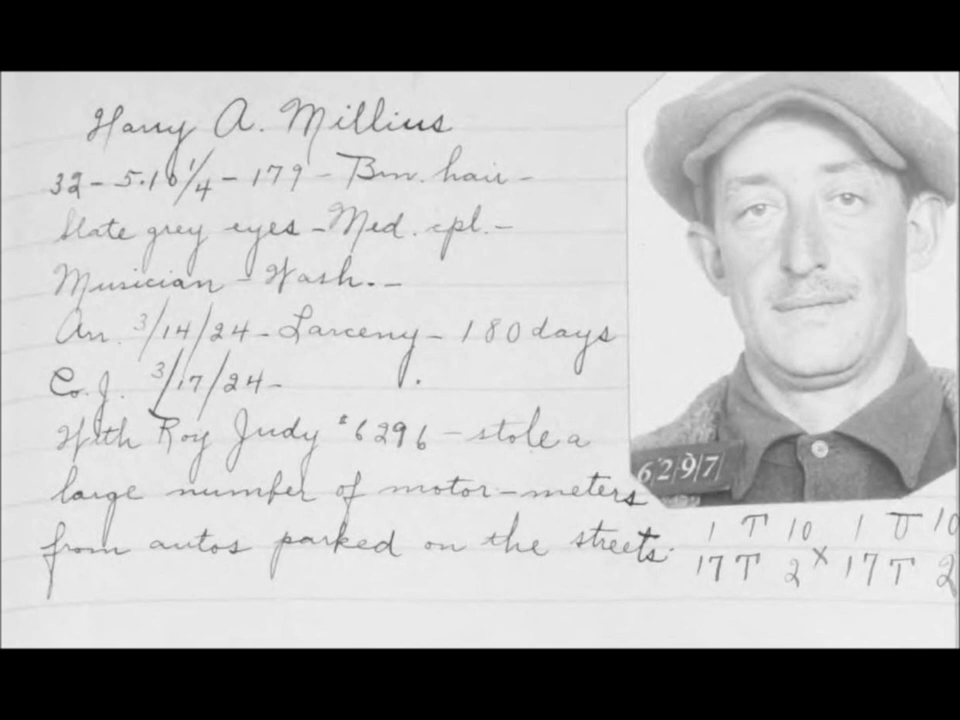 Harry A. Millius
32 - 5.10 1/4 - 179 - Brn. hair -
Slate grey eyes - Med. cpl. -
Musician - Wash. -
Arr. 3/14/24 - Larceny - 180 days
Co. J. 3/17/24 -
With Roy Judy #6296 - stole a
large number of motor-meters
from autos parked on the streets.
6297
1 T 10 1 U 10
17 T 2 x 17 T 2